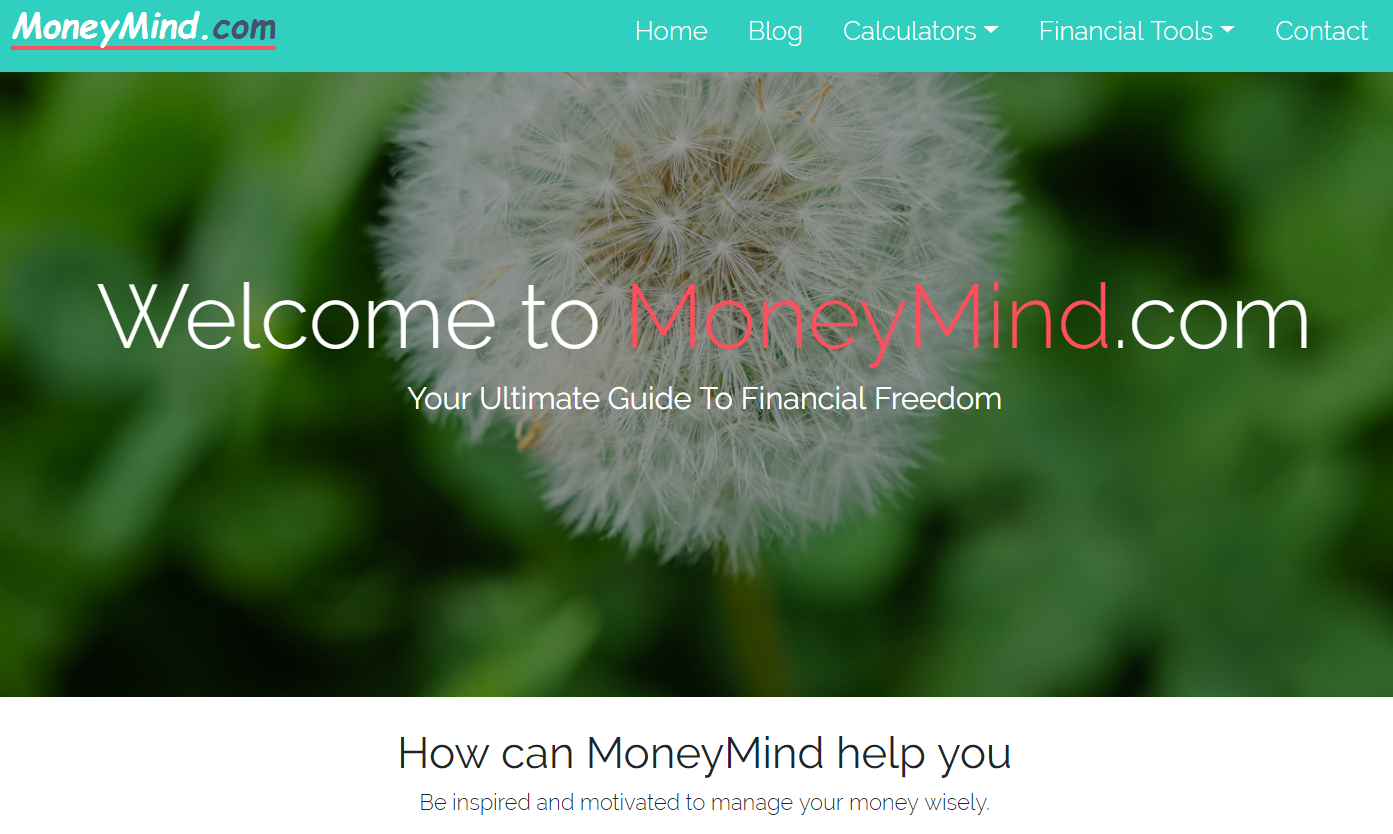 MoneyMind.com
Home Blog Calculators Financial Tools Contact
Welcome to MoneyMind.com
Your Ultimate Guide To Financial Freedom
How can MoneyMind help you
Be inspired and motivated to manage your money wisely.